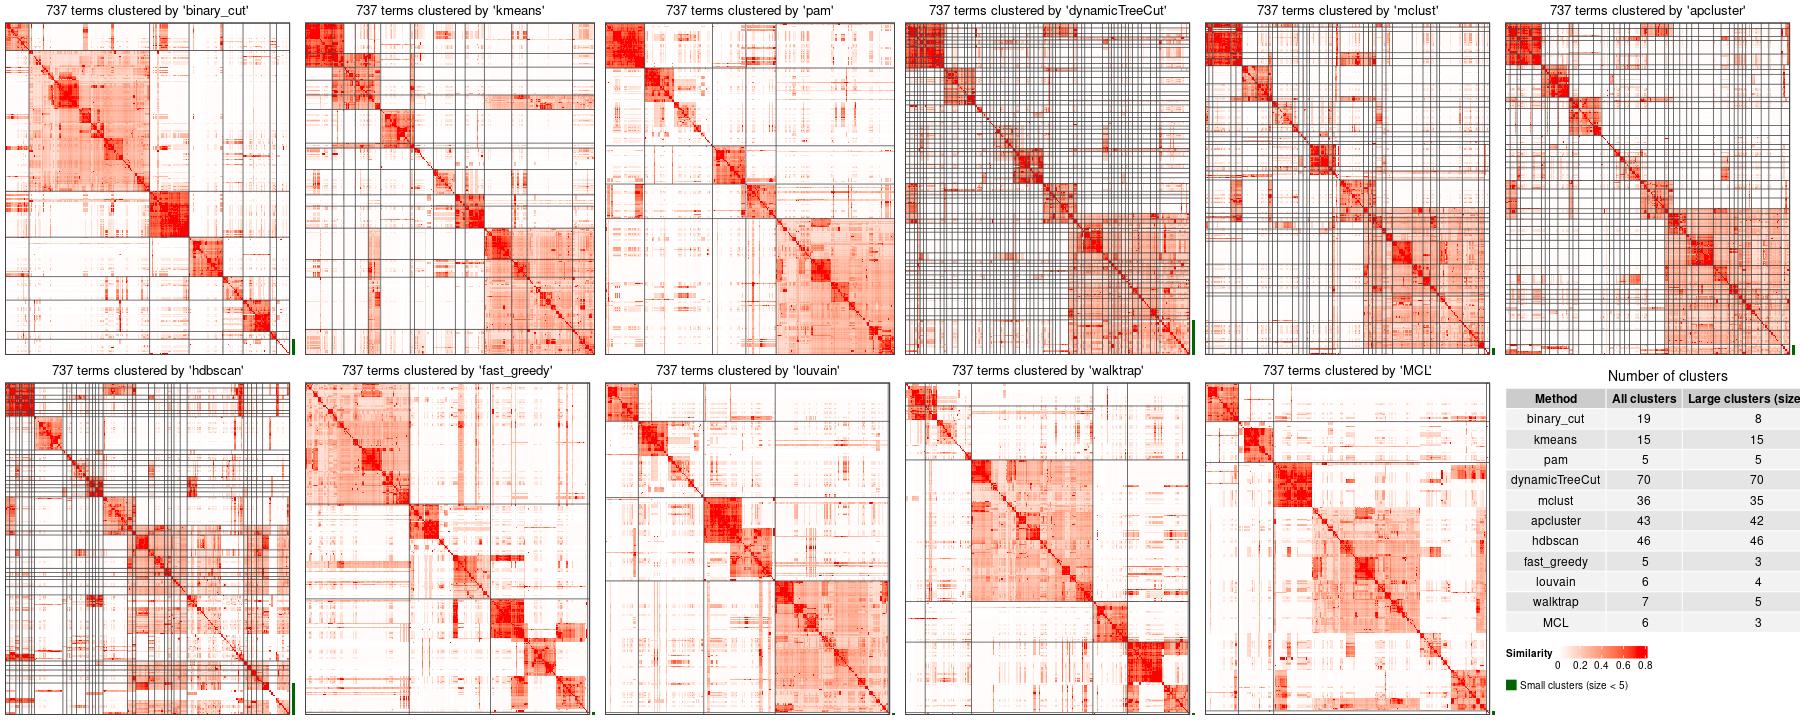 737 terms clustered by 'binary_cut'
737 terms clustered by 'kmeans'
737 terms clustered by 'pam'
737 terms clustered by 'dynamicTreeCut'
737 terms clustered by 'mclust'
737 terms clustered by 'apcluster'
737 terms clustered by 'hdbscan'
737 terms clustered by 'fast_greedy'
737 terms clustered by 'louvain'
737 terms clustered by 'walktrap'
737 terms clustered by 'MCL'
Number of clusters
Method All clusters Large clusters (size
binary_cut 19 8
kmeans 15 15
pam 5 5
dynamicTreeCut 70 70
mclust 36 35
apcluster 43 42
hdbscan 46 46
fast_greedy 5 3
louvain 6 4
walktrap 7 5
MCL 6 3
Similarity
0 0.2 0.4 0.6 0.8
Small clusters (size < 5)